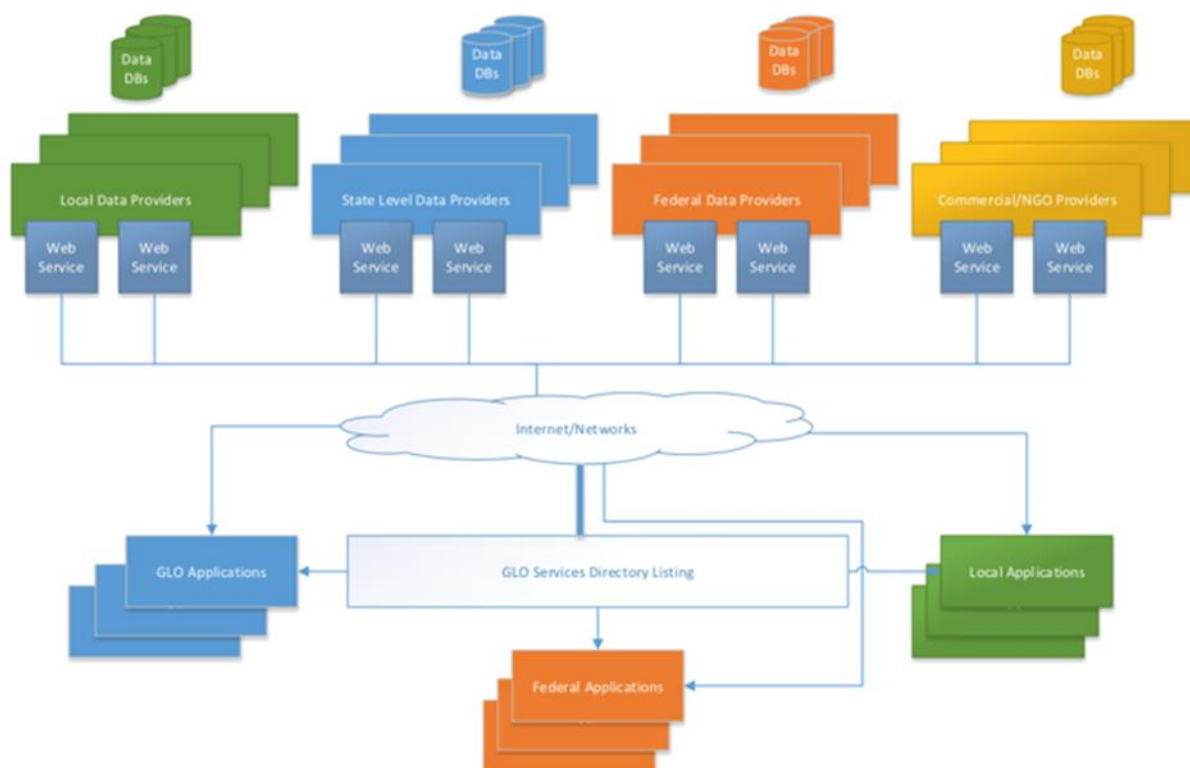 Data
DBs
Data
DBs
Data
DBs
Data
DBs
Local Data Providers
State Level Data Providers
Federal Data Providers
Commercial/NGO Providers
Web
Service
Web
Service
Web
Service
Web
Service
Web
Service
Web
Service
Web
Service
Web
Service
Internet/Networks
GLO Applications
GLO Services Directory Listing
Local Applications
Federal Applications